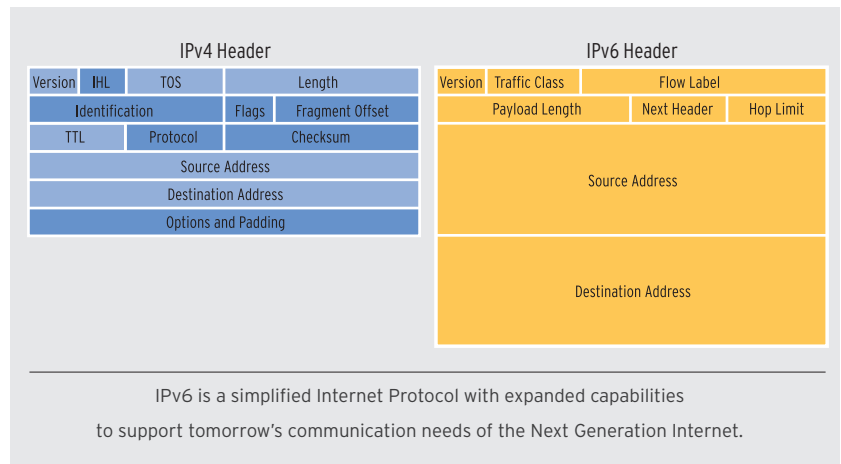 IPv4 Header
Version IHL TOS Length
Identification Flags Fragment Offset
TTL Protocol Checksum
Source Address
Destination Address
Options and Padding
IPv6 Header
Version Traffic Class Flow Label
Payload Length Next Header Hop Limit
Source Address
Destination Address
IPv6 is a simplified Internet Protocol with expanded capabilities
to support tomorrow's communication needs of the Next Generation Internet.